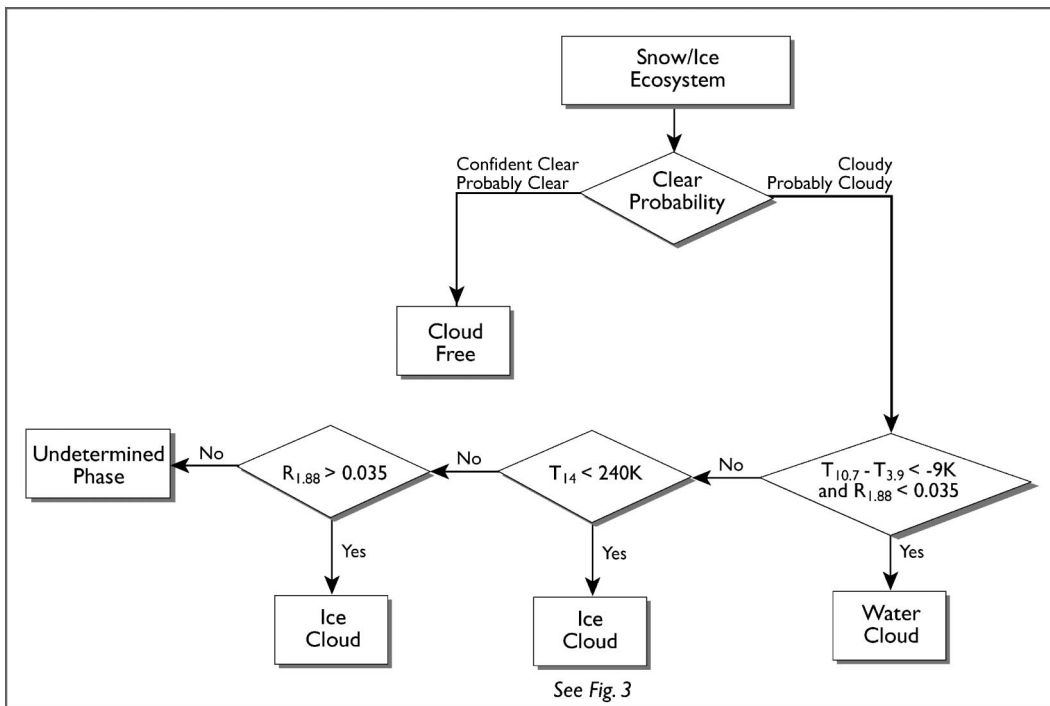 Snow/Ice
Ecosystem
Confident Clear
Probably Clear
Clear
Probability
Cloudy
Probably Cloudy
Cloud
Free
Undetermined
Phase
No
R1.88 > 0.035
No
T14 < 240K
No
T10.7 - T3.9 < -9K
and R1.88 < 0.035
Yes
Yes
Yes
Ice
Cloud
Ice
Cloud
Water
Cloud
See Fig. 3